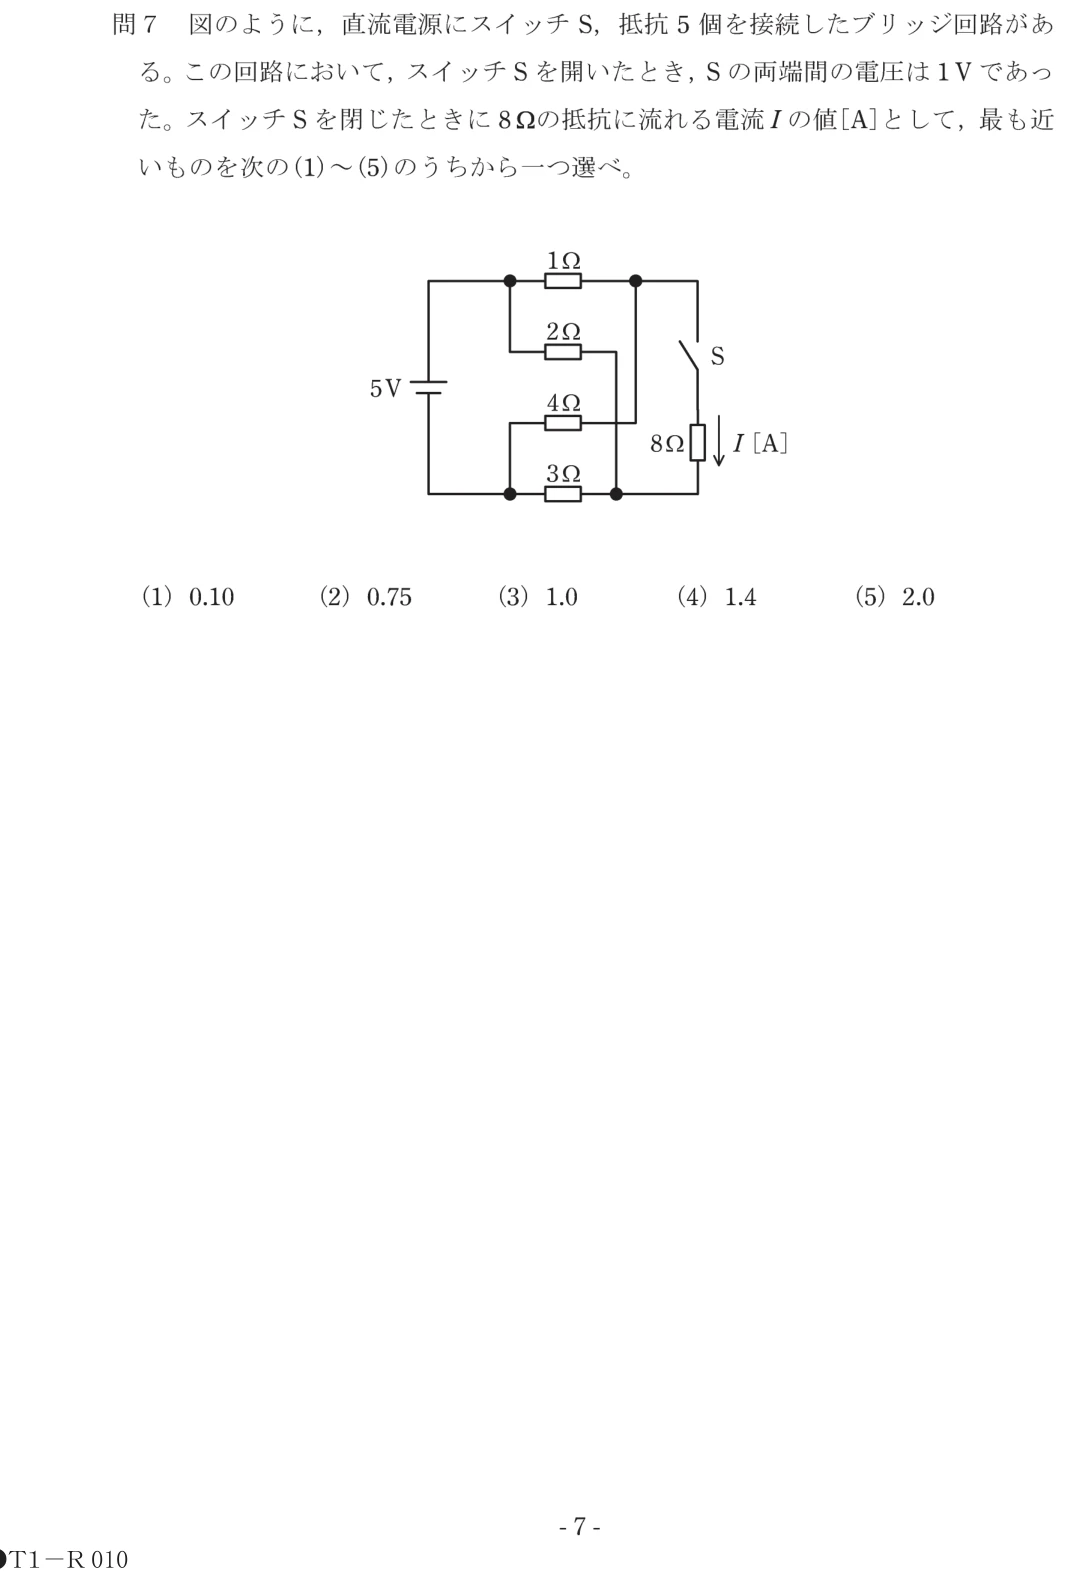 問７　図のように，直流電源にスイッチ S，抵抗 5 個を接続したブリッジ回路があ
る。この回路において，スイッチ S を開いたとき，S の両端間の電圧は 1 V であっ
た。スイッチ S を閉じたときに 8 Ωの抵抗に流れる電流 I の値[A]として，最も近
いものを次の(1)～(5)のうちから一つ選べ。
1Ω
2Ω
S
5V
4Ω
8Ω I [A]
3Ω
(1) 0.10 (2) 0.75 (3) 1.0 (4) 1.4 (5) 2.0
- 7 -
●T1－R 010